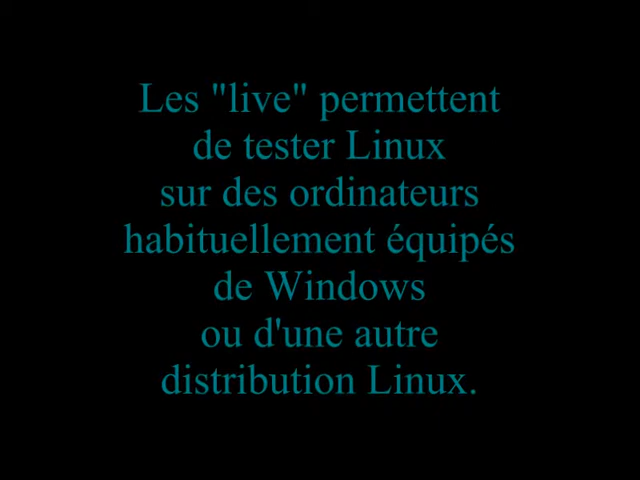 Les "live" permettent
de tester Linux
sur des ordinateurs
habituellement équipés
de Windows
ou d'une autre
distribution Linux.